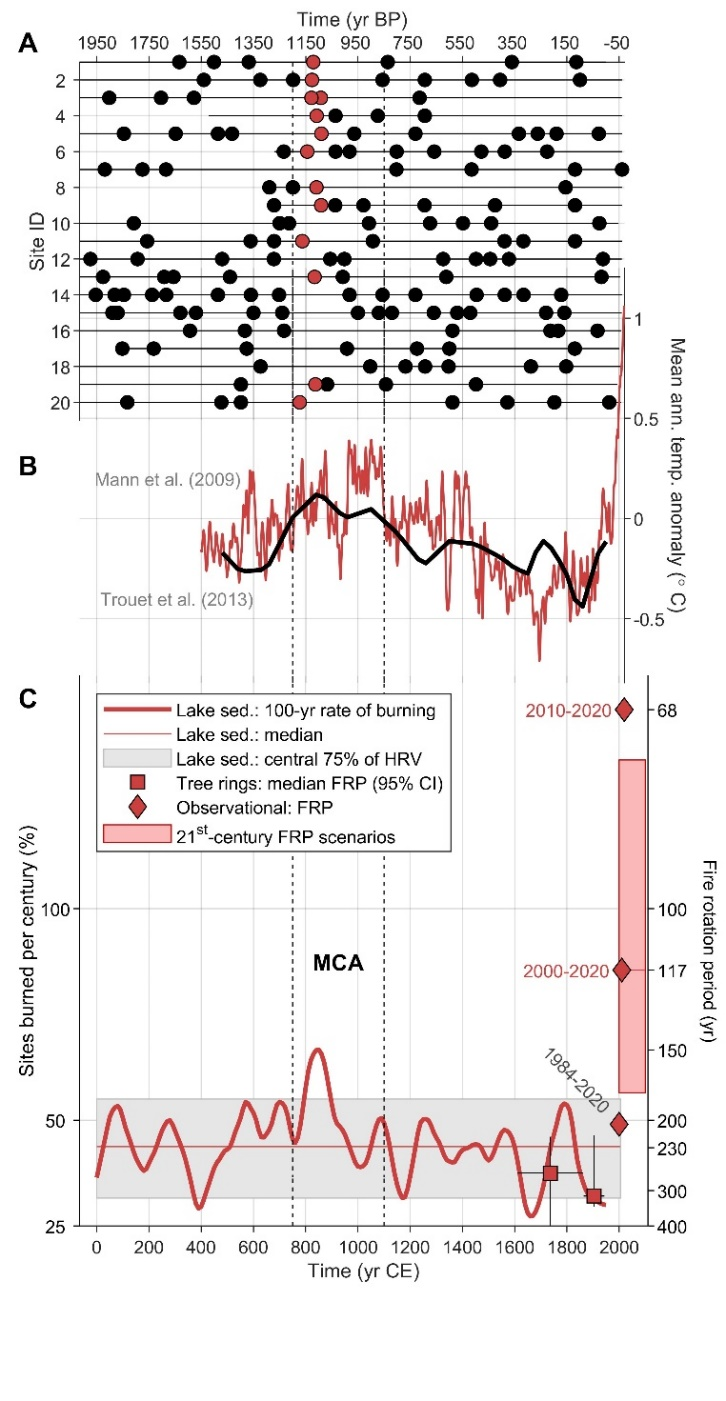 Time (yr BP)
A
1950 1750 1550 1350 1150 950 750 550 350 150 -50
2
4
6
8
10
12
14
16
18
20
Site ID
1
0.5
0
-0.5
Mean ann. temp. anomaly (° C)
B
Mann et al. (2009)
Trouet et al. (2013)
C
Lake sed.: 100-yr rate of burning
Lake sed.: median
Lake sed.: central 75% of HRV
Tree rings: median FRP (95% CI)
Observational: FRP
21st-century FRP scenarios
2010-2020
68
100
100
MCA
2000-2020
117
150
1984-2020
50
200
230
300
25
400
Sites burned per century (%)
Fire rotation period (yr)
0 200 400 600 800 1000 1200 1400 1600 1800 2000
Time (yr CE)